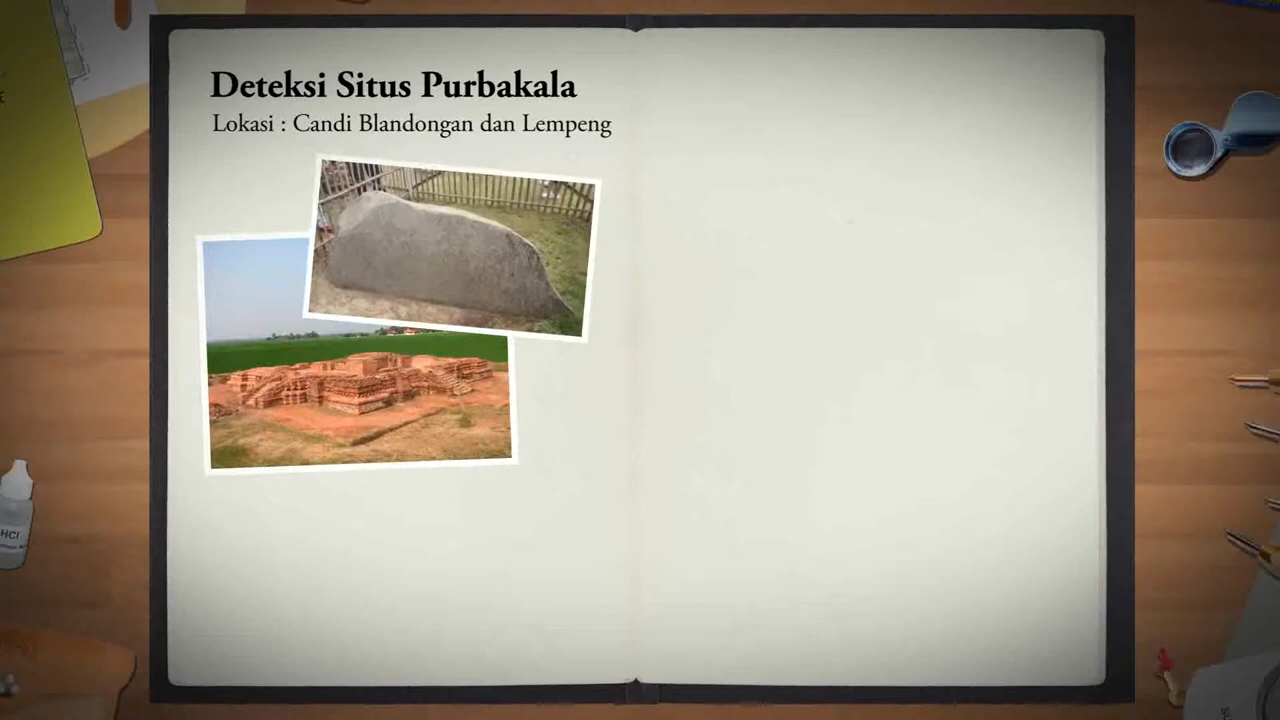 Deteksi Situs Purbakala
Lokasi : Candi Blandongan dan Lempeng
HCl